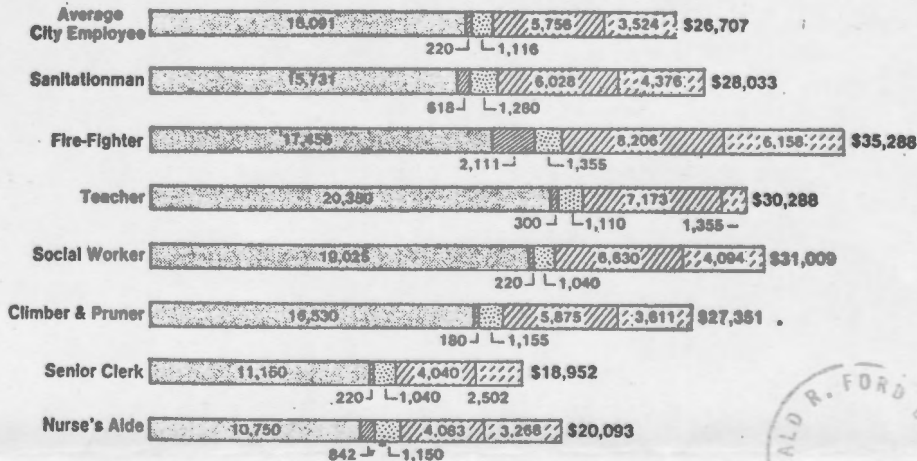 Average
City Employee 16,091 5,756 3,524 $26,707
220 1,116
Sanitationman 15,731 6,028 4,376 $28,033
618 1,280
Fire-Fighter 17,458 8,206 6,158 $35,288
2,111 1,355
Teacher 20,350 7,173 $30,288
300 1,110 1,355
Social Worker 19,025 6,630 4,094 $31,009
220 1,040
Climber & Pruner 16,530 5,875 3,611 $27,351
180 1,155
Senior Clerk 11,150 4,040 $18,952
220 1,040 2,502
Nurse's Aide 10,750 4,083 3,268 $20,093
842 1,150
ALD R. FORD